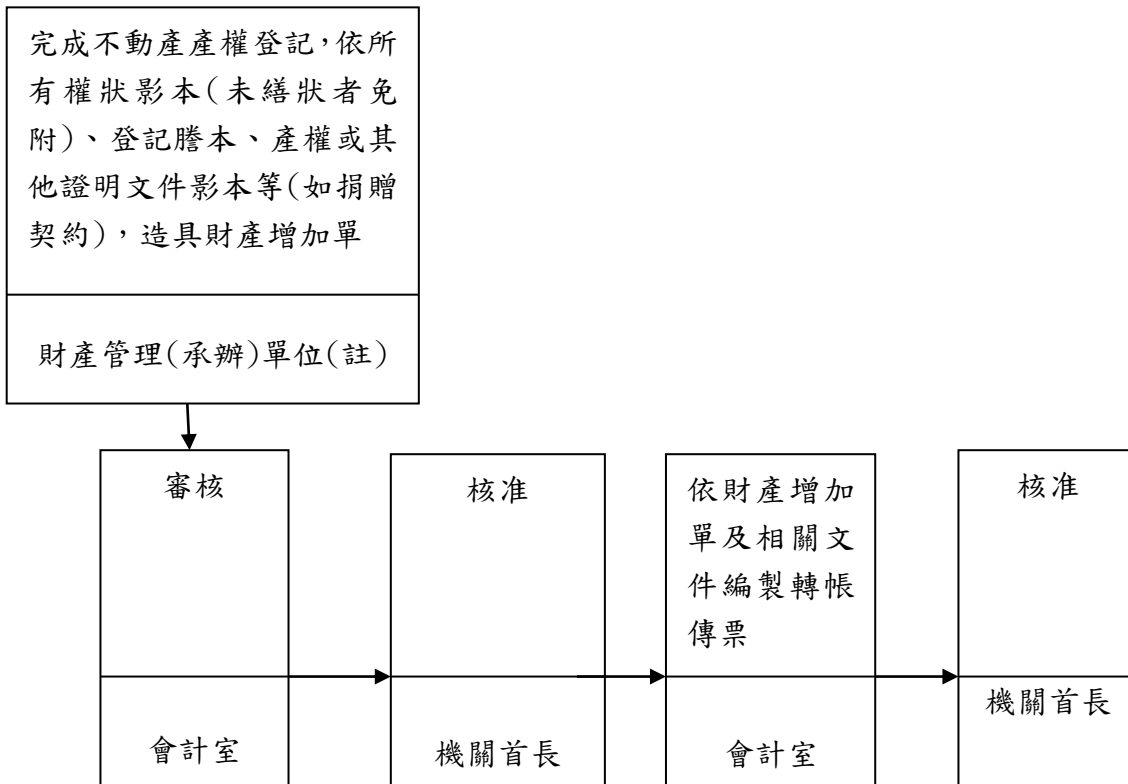 完成不動產產權登記，依所
有權狀影本(未繕狀者免
附)、登記謄本、產權或其
他證明文件影本等(如捐贈
契約)，造具財產增加單
財產管理(承辦)單位(註)
審核
會計室
核准
機關首長
依財產增加
單及相關文
件編製轉帳
傳票
會計室
核准
機關首長